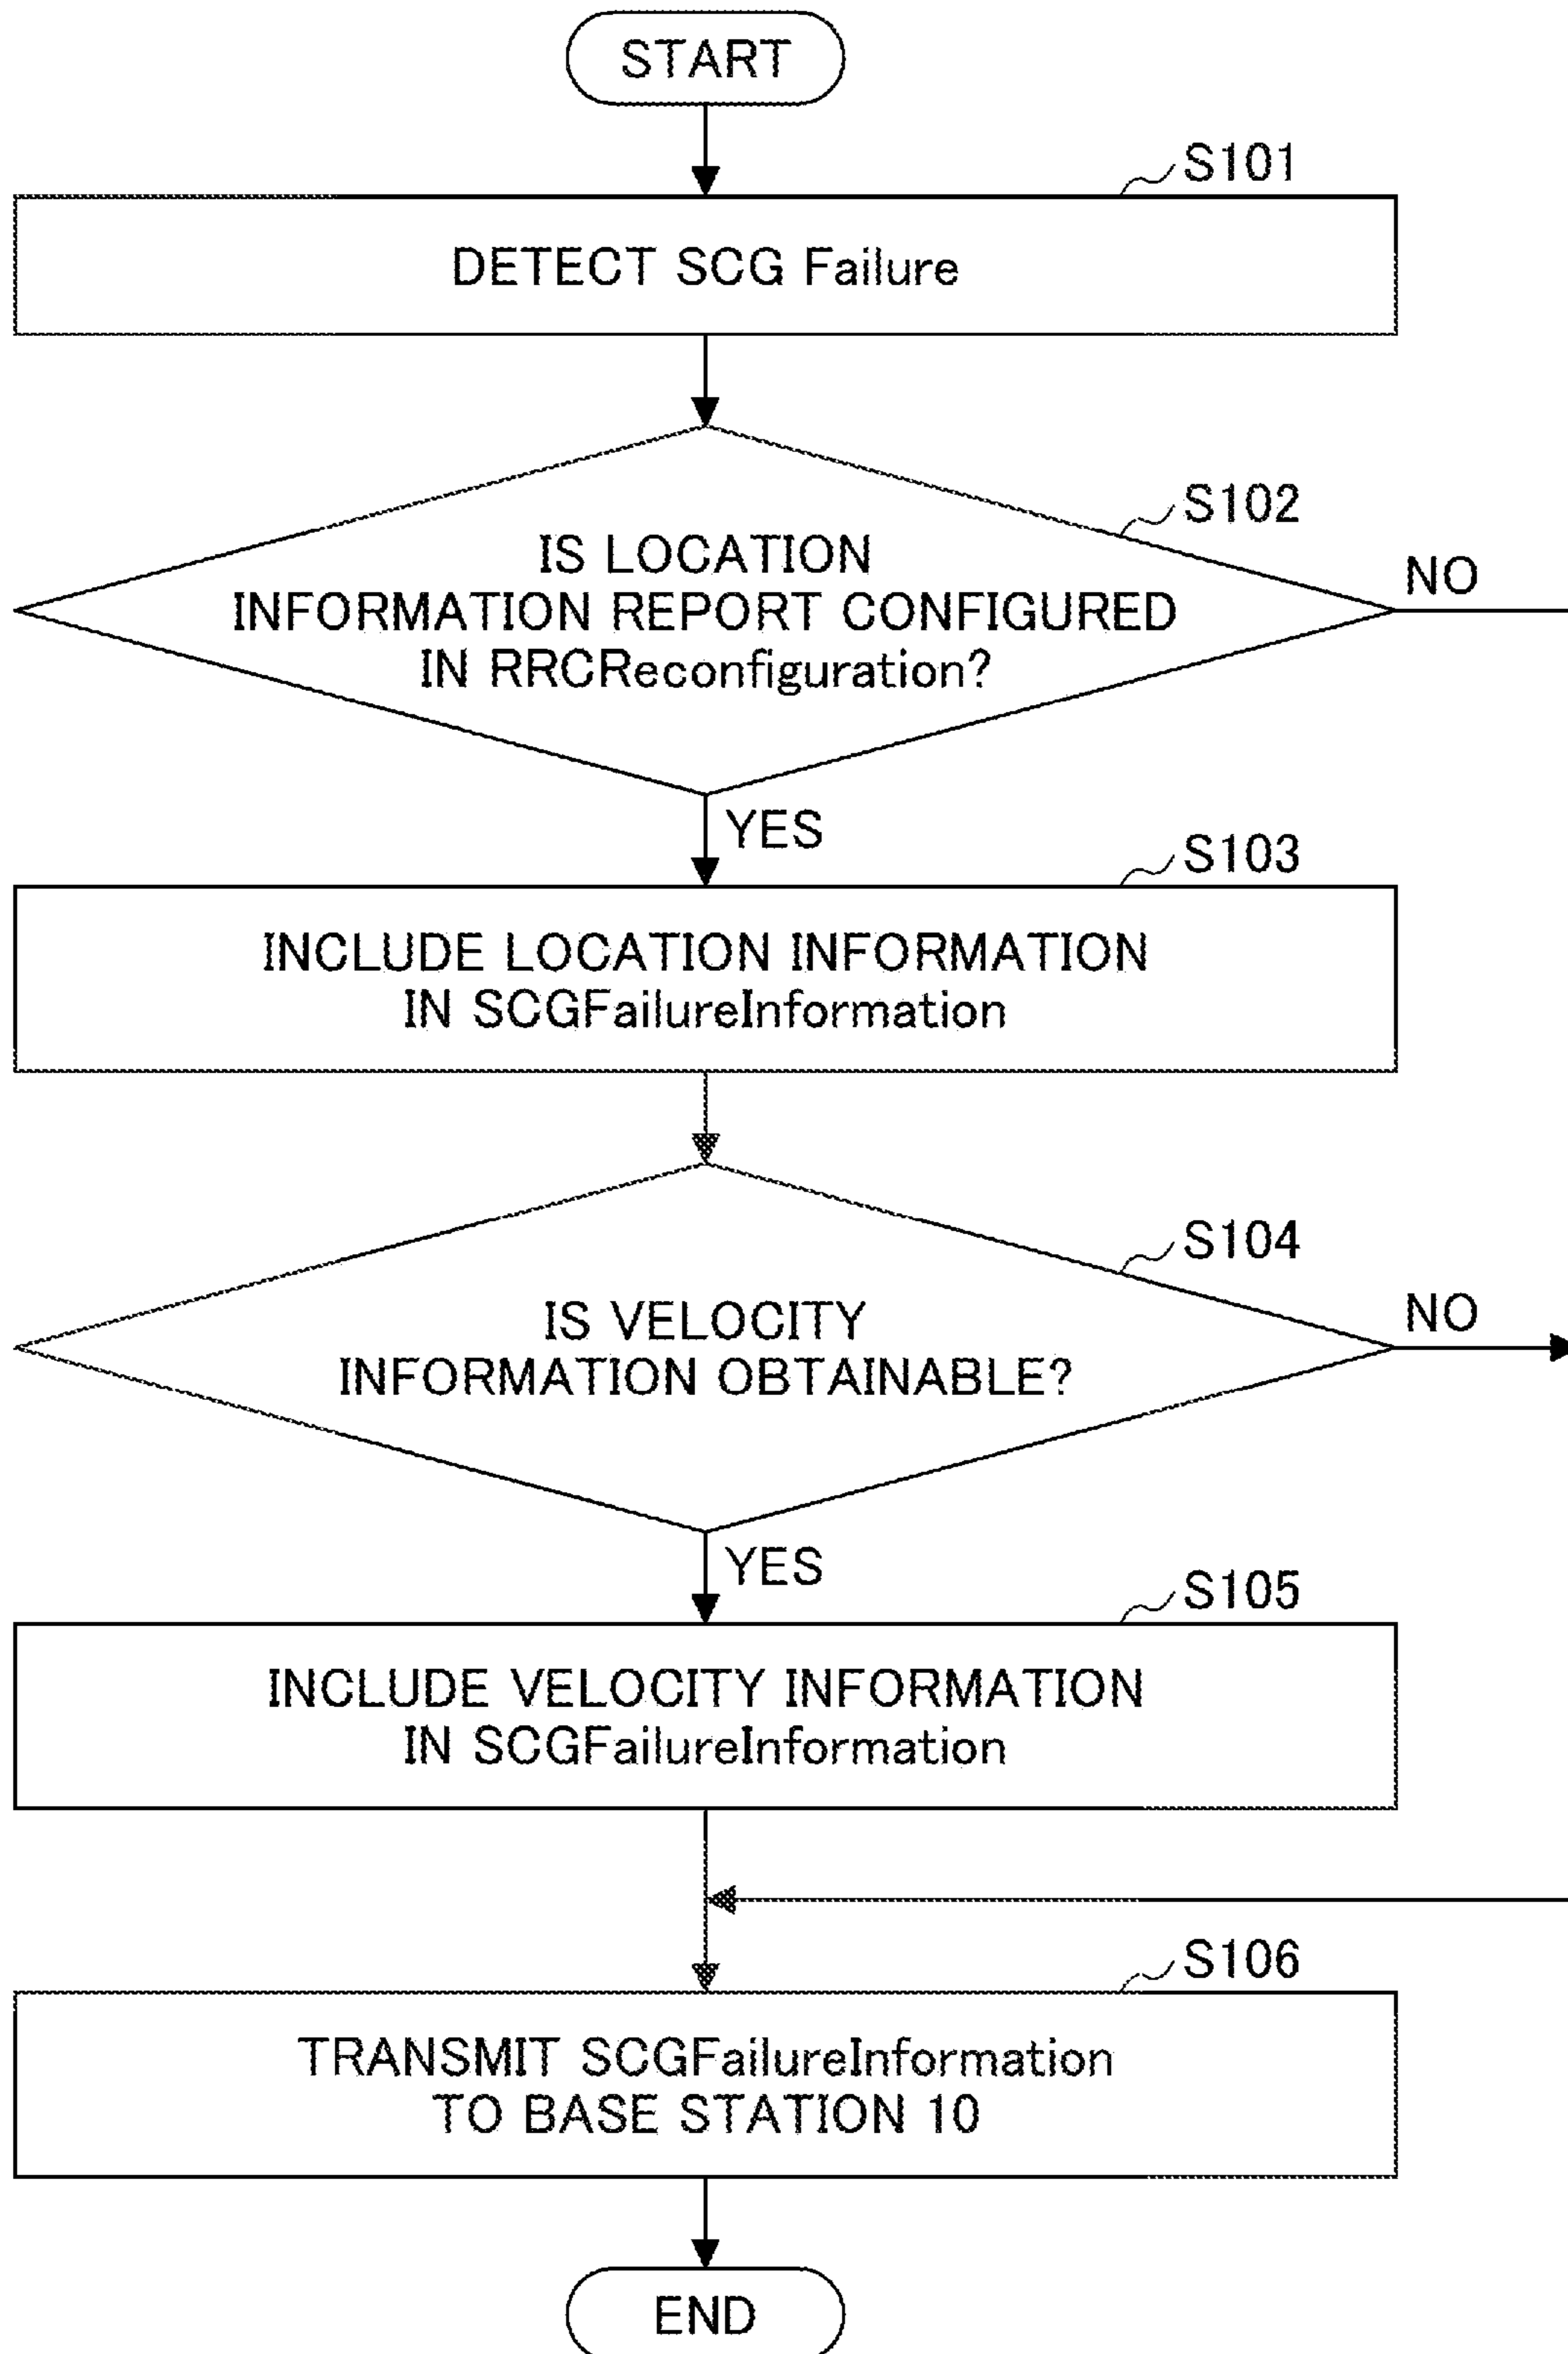 START
S101
DETECT SCG Failure
S102
IS LOCATION
INFORMATION REPORT CONFIGURED
IN RRCReconfiguration?
NO
YES
S103
INCLUDE LOCATION INFORMATION
IN SCGFailureInformation
S104
IS VELOCITY
INFORMATION OBTAINABLE?
NO
YES
S105
INCLUDE VELOCITY INFORMATION
IN SCGFailureInformation
S106
TRANSMIT SCGFailureInformation
TO BASE STATION 10
END